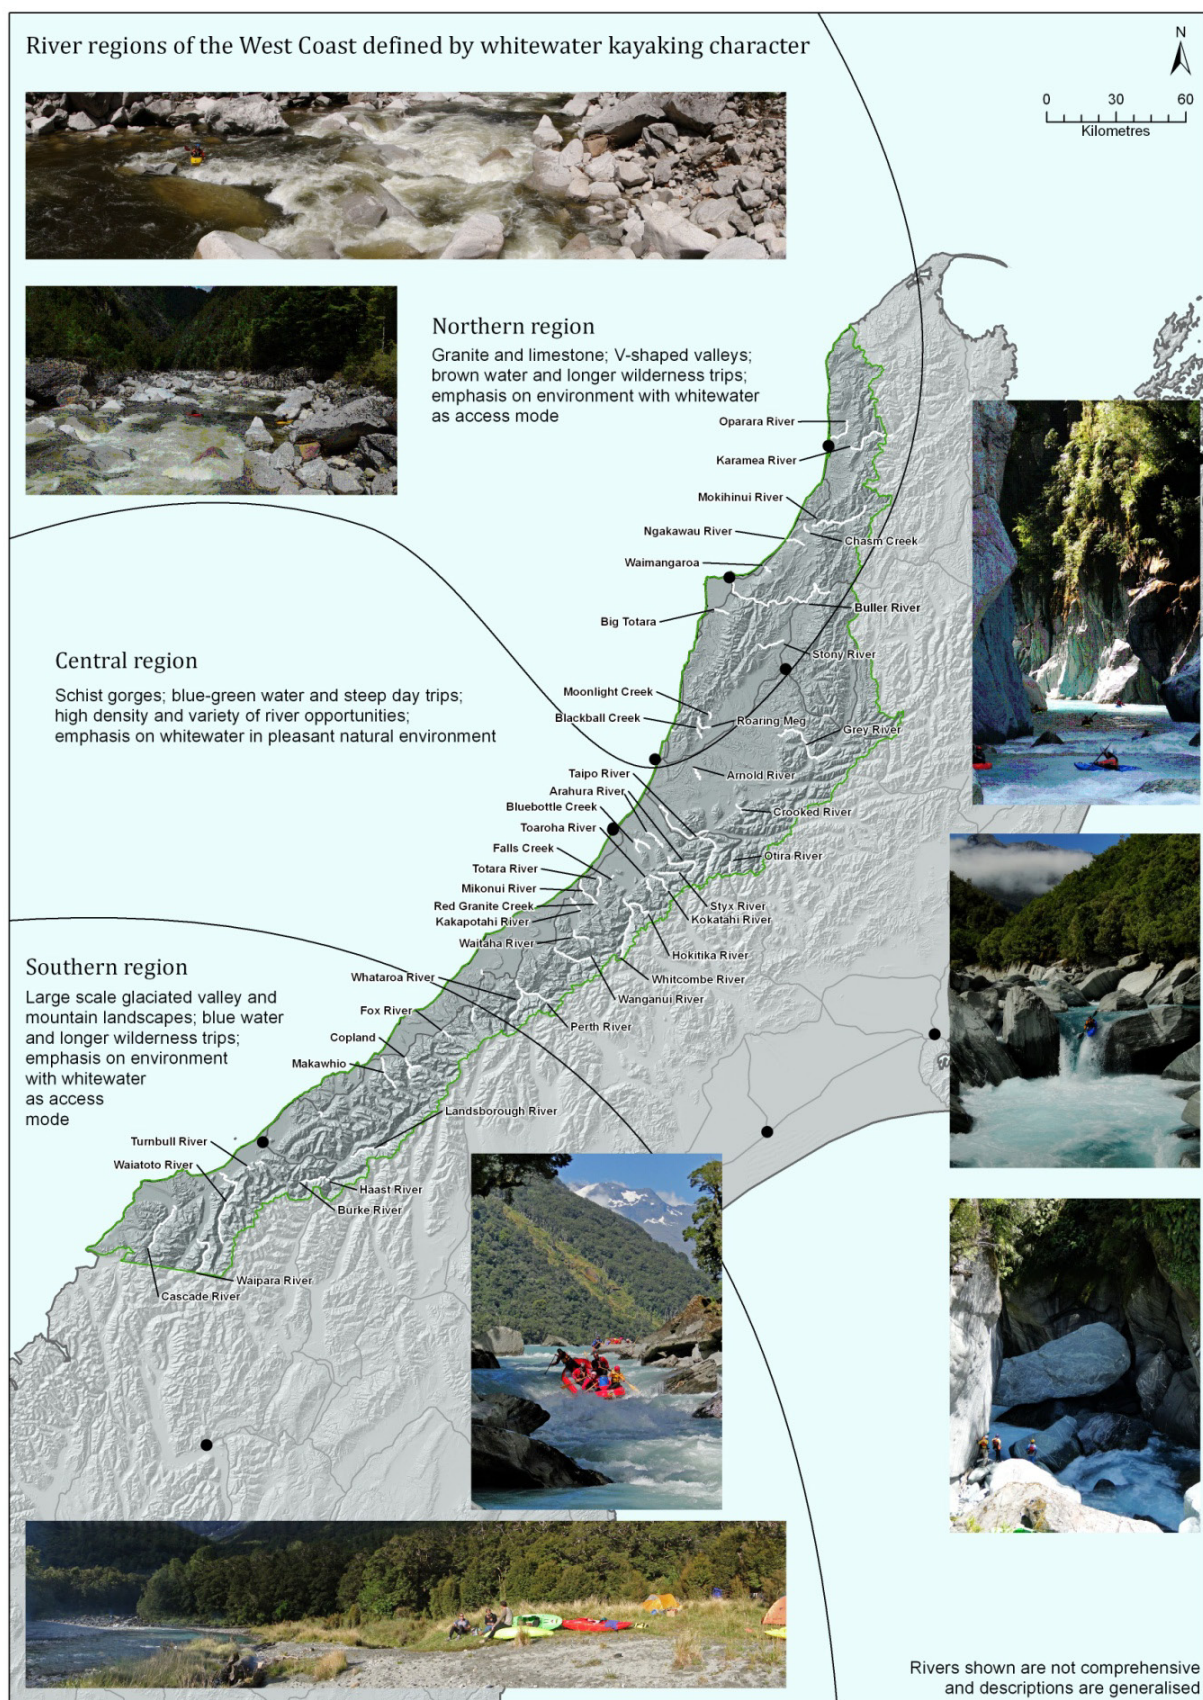 River regions of the West Coast defined by whitewater kayaking character
N
0 30 60
Kilometres
Northern region
Granite and limestone; V-shaped valleys;
brown water and longer wilderness trips;
emphasis on environment with whitewater
as access mode
Oparara River
Karamea River
Mokihinui River
Ngakawau River
Chasm Creek
Waimangaroa
Buller River
Big Totara
Stony River
Central region
Schist gorges; blue-green water and steep day trips;
high density and variety of river opportunities;
emphasis on whitewater in pleasant natural environment
Moonlight Creek
Blackball Creek
Roaring Meg
Grey River
Taipo River
Arnold River
Arahura River
Bluebottle Creek
Crooked River
Toaroha River
Falls Creek
Otira River
Totara River
Mikonui River
Red Granite Creek
Styx River
Kakapotahi River
Kokatahi River
Waitaha River
Hokitika River
Whitcombe River
Whataroa River
Wanganui River
Perth River
Southern region
Large scale glaciated valley and
mountain landscapes; blue water
and longer wilderness trips;
emphasis on environment
with whitewater
as access
mode
Fox River
Copland
Makawhio
Landsborough River
Turnbull River
Waiatoto River
Haast River
Burke River
Waipara River
Cascade River
Rivers shown are not comprehensive
and descriptions are generalised